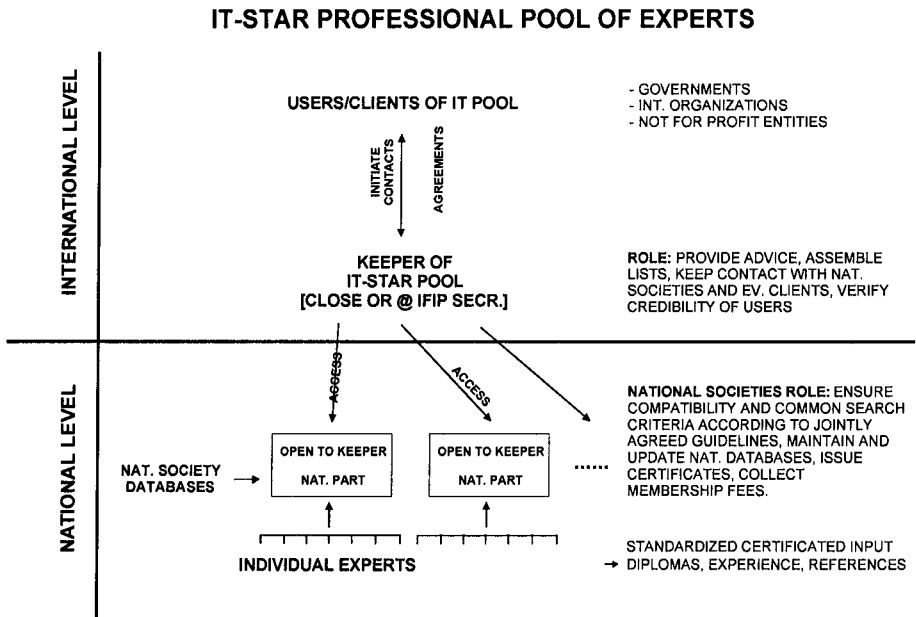 IT-STAR PROFESSIONAL POOL OF EXPERTS
INTERNATIONAL LEVEL
USERS/CLIENTS OF IT POOL
- GOVERNMENTS
- INT. ORGANIZATIONS
- NOT FOR PROFIT ENTITIES
INITIATE
CONTACTS
AGREEMENTS
KEEPER OF
IT-STAR POOL
[CLOSE OR @ IFIP SECR.]
ROLE: PROVIDE ADVICE, ASSEMBLE
LISTS, KEEP CONTACT WITH NAT.
SOCIETIES AND EV. CLIENTS, VERIFY
CREDIBILITY OF USERS
NATIONAL LEVEL
ACCESS
ACCESS
NATIONAL SOCIETIES ROLE: ENSURE
COMPATIBILITY AND COMMON SEARCH
CRITERIA ACCORDING TO JOINTLY
AGREED GUIDELINES, MAINTAIN AND
UPDATE NAT. DATABASES, ISSUE
CERTIFICATES, COLLECT
MEMBERSHIP FEES.
NAT. SOCIETY
DATABASES
OPEN TO KEEPER
NAT. PART
OPEN TO KEEPER
NAT. PART
......
INDIVIDUAL EXPERTS
STANDARDIZED CERTIFICATED INPUT
DIPLOMAS, EXPERIENCE, REFERENCES